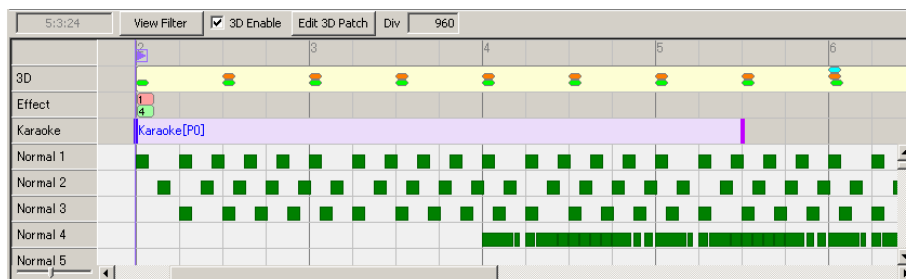 5:3:24 View Filter 3D Enable Edit 3D Patch Div 960
2 3 4 5 6
3D
Effect 1
4
Karaoke Karaoke[P0]
Normal 1
Normal 2
Normal 3
Normal 4
Normal 5